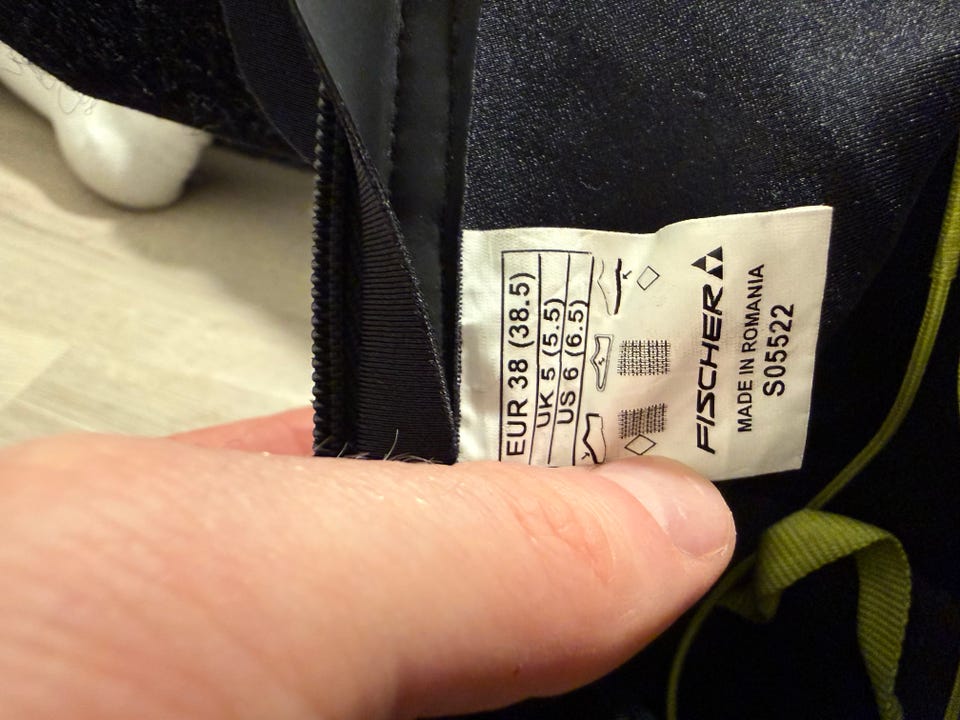 EUR 38 (38.5)
UK 5 (5.5)
US 6 (6.5)
FISCHER
MADE IN ROMANIA
S05522